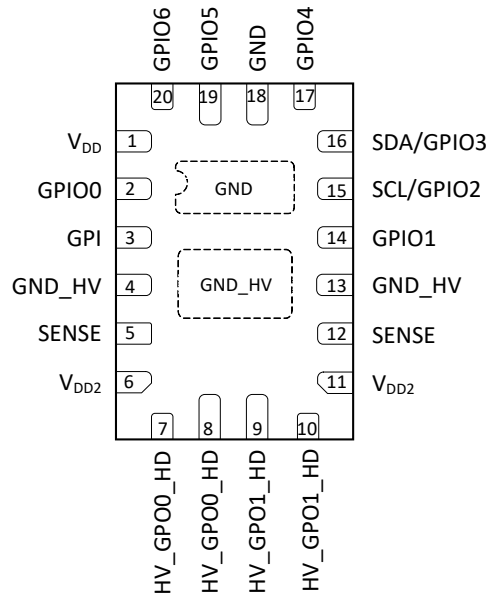 GPIO6
GPIO5
GND
GPIO4
20
19
18
17
VDD
1
16
SDA/GPIO3
GPIO0
2
GND
15
SCL/GPIO2
GPI
3
14
GPIO1
GND_HV
4
GND_HV
13
GND_HV
SENSE
5
12
SENSE
VDD2
6
11
VDD2
7
8
9
10
HV_GPO0_HD
HV_GPO0_HD
HV_GPO1_HD
HV_GPO1_HD